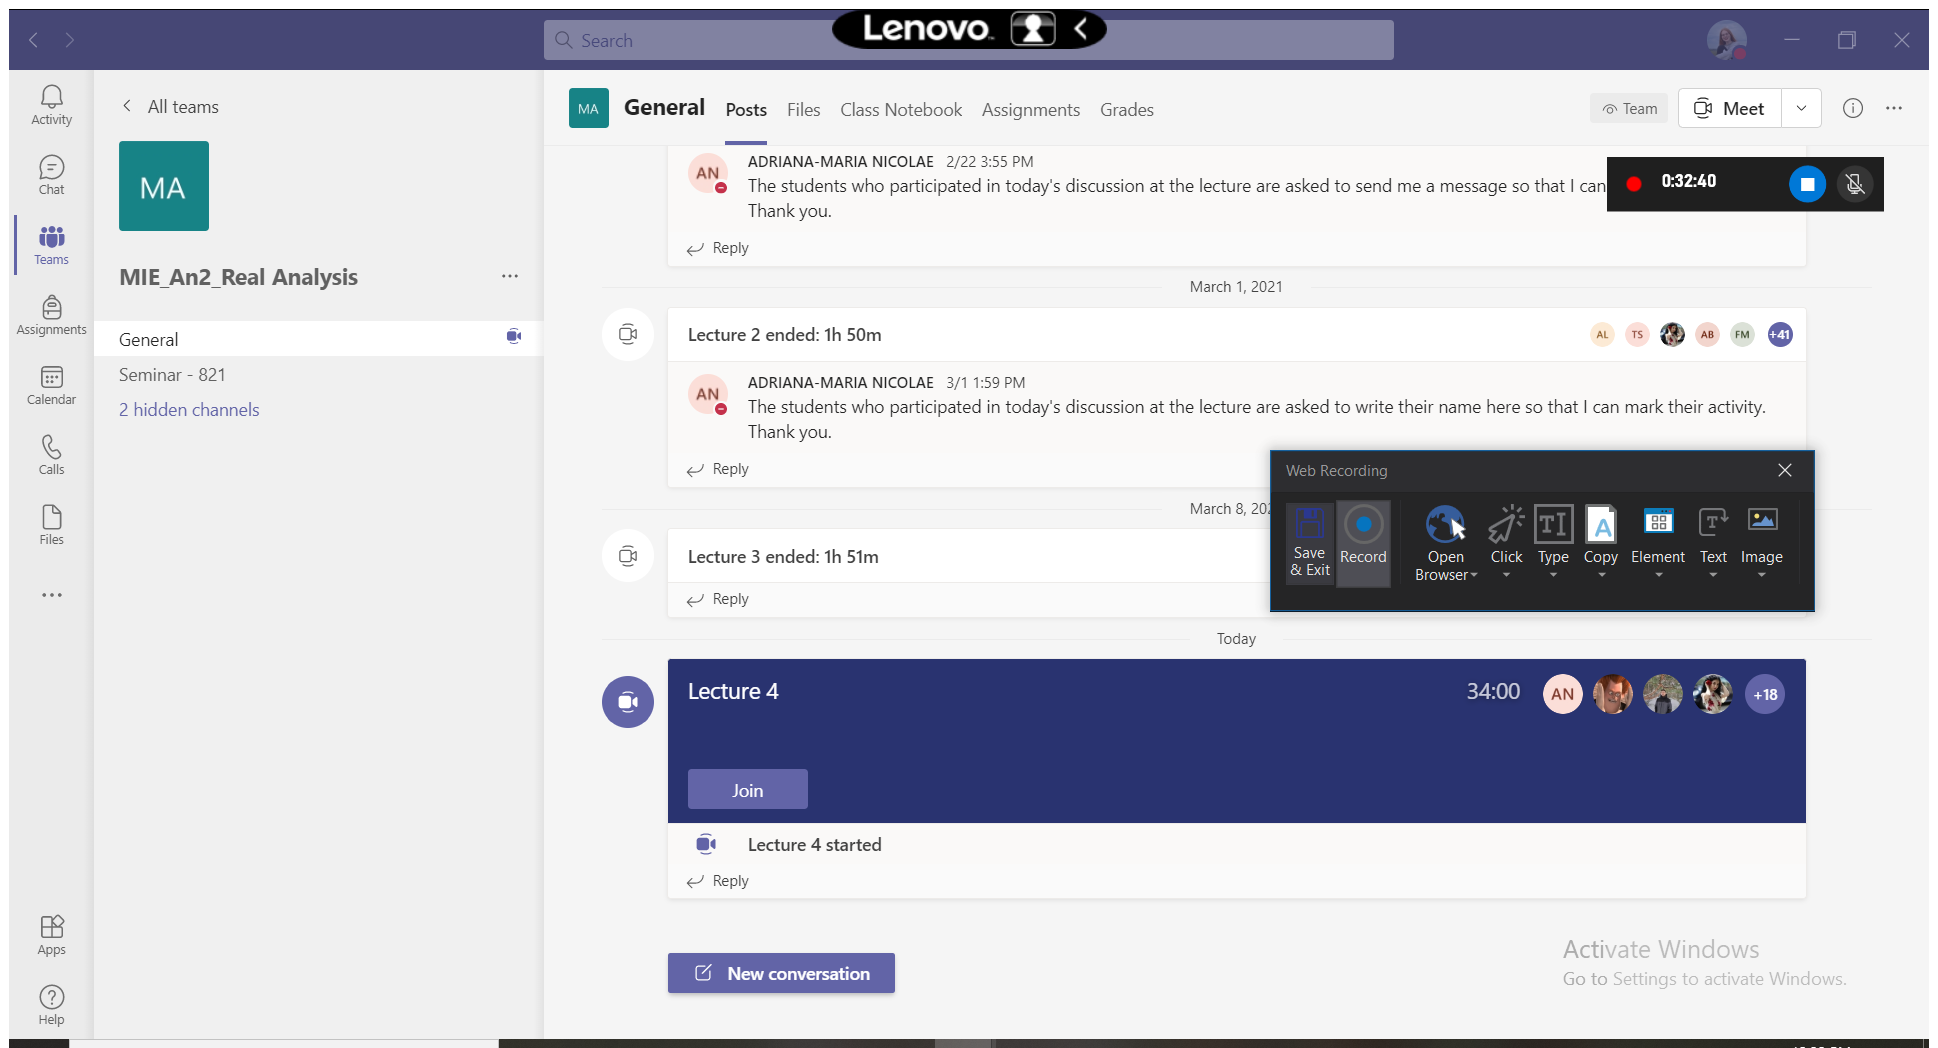 Search
Lenovo
Activity
Chat
Teams
Assignments
Calendar
Calls
Files
Apps
Help
All teams
MA
MIE_An2_Real Analysis
General
Seminar - 821
2 hidden channels
MA
General
Posts
Files
Class Notebook
Assignments
Grades
Team
Meet
AN
ADRIANA-MARIA NICOLAE 2/22 3:55 PM
The students who participated in today's discussion at the lecture are asked to send me a message so that I can
Thank you.
Reply
0:32:40
March 1, 2021
Lecture 2 ended: 1h 50m
AL TS AB FM +41
AN
ADRIANA-MARIA NICOLAE 3/1 1:59 PM
The students who participated in today's discussion at the lecture are asked to write their name here so that I can mark their activity.
Thank you.
Reply
Web Recording
Save & Exit
Record
Open Browser
Click
Type
Copy
Element
Text
Image
March 8,
Lecture 3 ended: 1h 51m
Reply
Today
Lecture 4
34:00
AN
+18
Join
Lecture 4 started
Reply
New conversation
Activate Windows
Go to Settings to activate Windows.